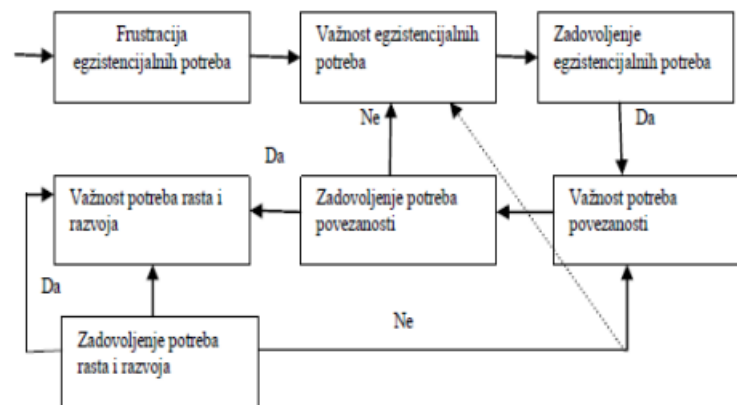 Frustracija
egzistencijalnih potreba
Važnost egzistencijalnih
potreba
Zadovoljenje
egzistencijalnih potreba
Ne
Da
Da
Važnost potreba rasta i
razvoja
Zadovoljenje potreba
povezanosti
Važnost potreba
povezanosti
Da
Ne
Zadovoljenje potreba
rasta i razvoja